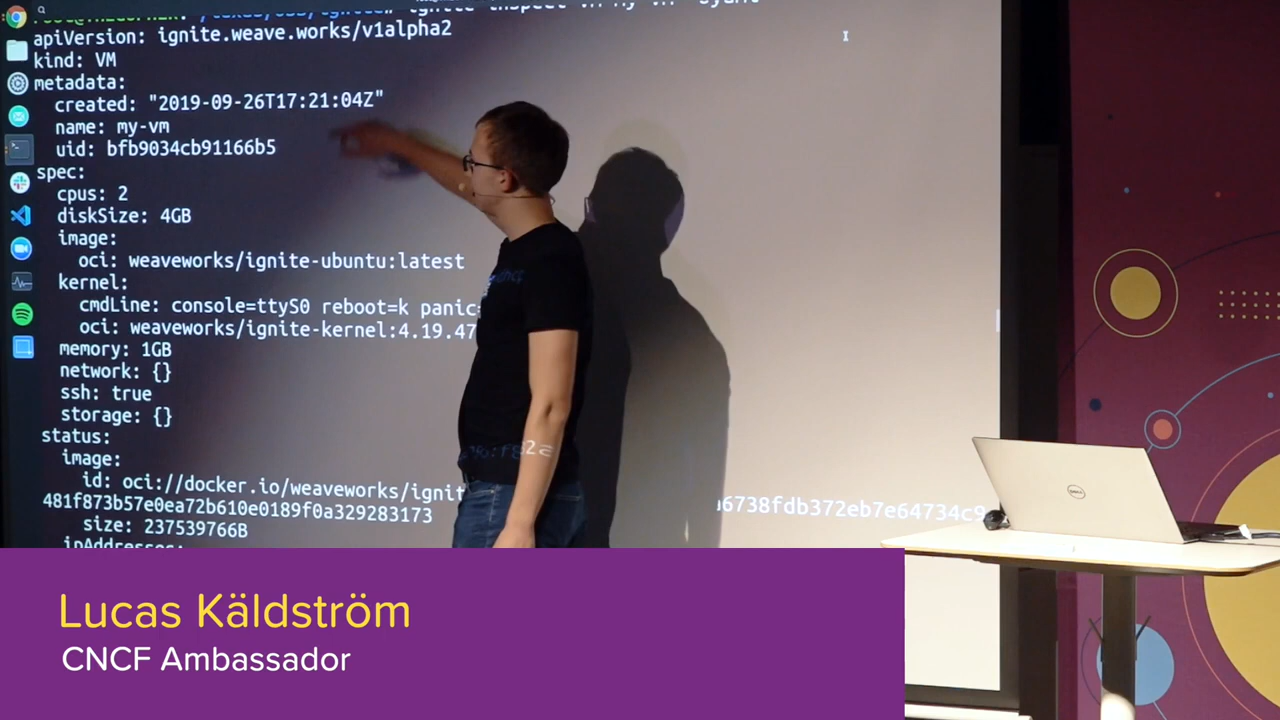 apiVersion: ignite.weave.works/v1alpha2
kind: VM
metadata:
created: "2019-09-26T17:21:04Z"
name: my-vm
uid: bfb9034cb91166b5
spec:
cpus: 2
diskSize: 4GB
image:
oci: weaveworks/ignite-ubuntu:latest
kernel:
cmdLine: console=ttyS0 reboot=k panic
oci: weaveworks/ignite-kernel:4.19.47
memory: 1GB
network: {}
ssh: true
storage: {}
status:
image:
id: oci://docker.io/weaveworks/ignit
481f873b57e0ea72b610e0189f0a329283173 6738fdb372eb7e64734c9
size: 237539766B
ipAddresses:
DELL
Lucas Käldström
CNCF Ambassador